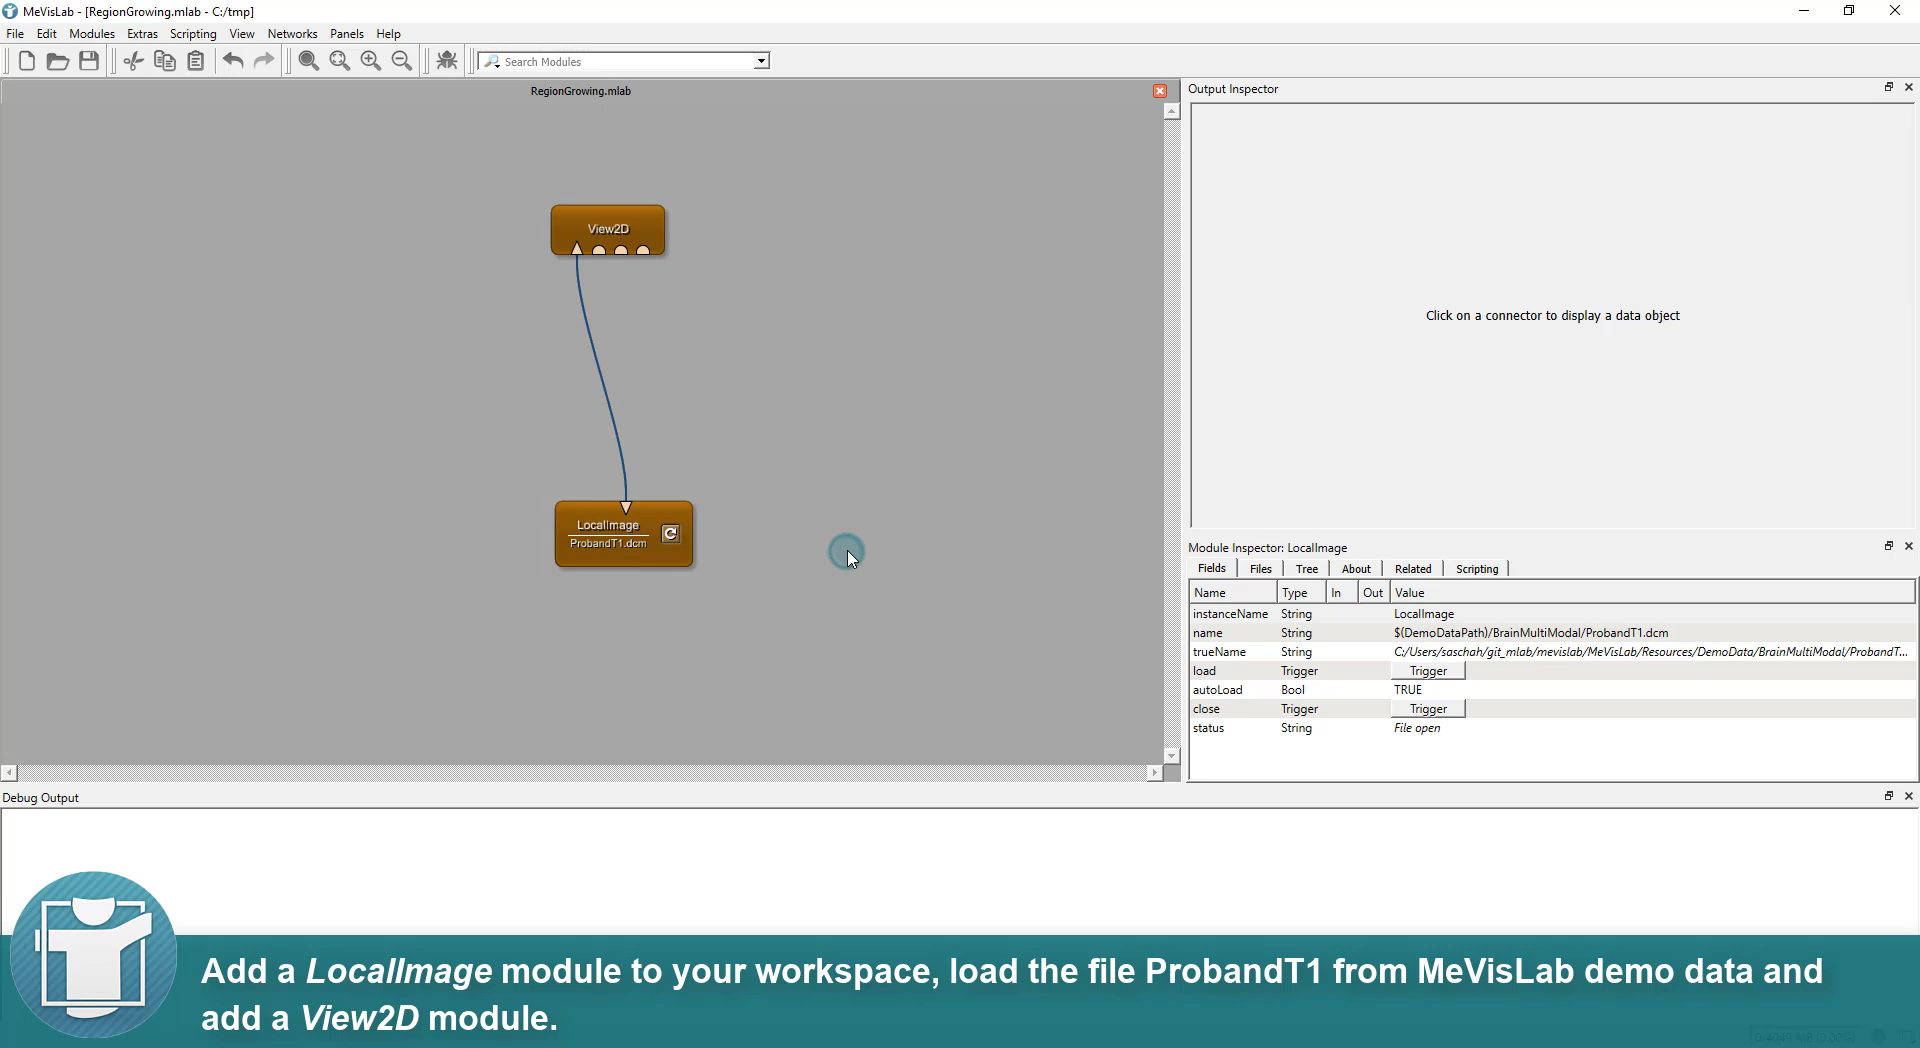 MeVisLab - [RegionGrowing.mlab - C:/tmp]
File Edit Modules Extras Scripting View Networks Panels Help
Search Modules
RegionGrowing.mlab
Output Inspector
View2D
Click on a connector to display a data object
LocalImage
ProbandT1.dcm
Module Inspector: LocalImage
Fields Files Tree About Related Scripting
Name Type In Out Value
instanceName String LocalImage
name String $(DemoDataPath)/BrainMultiModal/ProbandT1.dcm
trueName String C:/Users/saschah/git_mlab/mevislab/MeVisLab/Resources/DemoData/BrainMultiModal/ProbandT...
load Trigger Trigger
autoLoad Bool TRUE
close Trigger Trigger
status String File open
Debug Output
Add a LocalImage module to your workspace, load the file ProbandT1 from MeVisLab demo data and
add a View2D module.